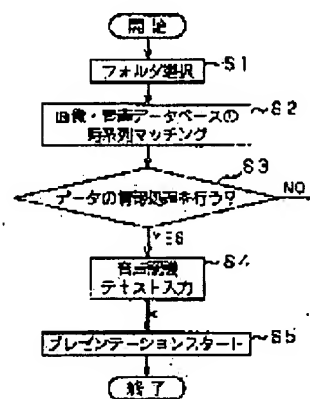 開始
フォルダ選択 S1
画像・音声データベースの S2
時系列マッチング
S3
データの情報処理を行う? NO
YES
音声認識 S4
テキスト入力
プレゼンテーションスタート S5
終了